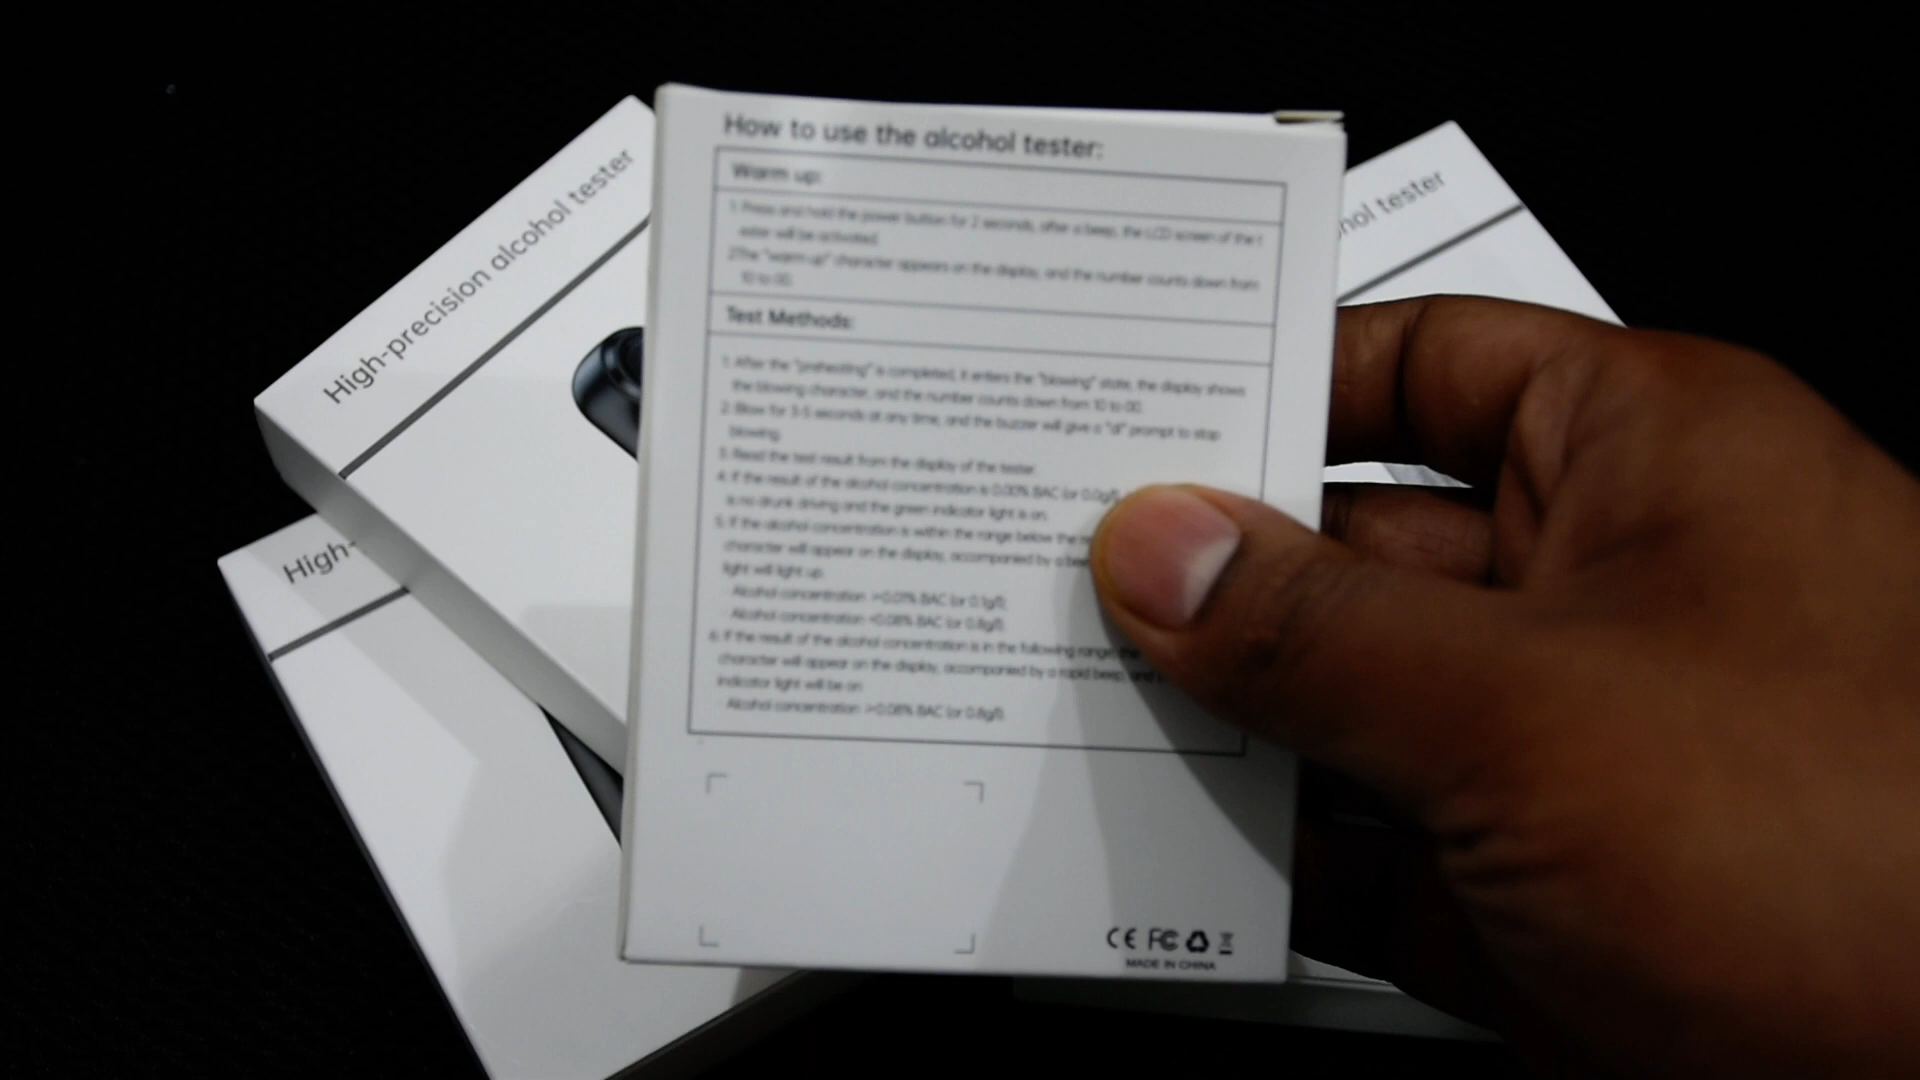 High-precision alcohol tester
High-
hol tester
How to use the alcohol tester:
Warm up:
1. Press and hold the power button for 2 seconds, after a beep, the LCD screen of the t
ester will be activated.
2.The "warm-up" character appears on the display, and the number counts down from
10 to 00.
Test Methods:
1. After the "preheating" is completed, it enters the "blowing" state, the display shows
the blowing character, and the number counts down from 10 to 00.
2. Blow for 3-5 seconds at any time, and the buzzer will give a "di" prompt to stop
blowing.
3. Read the test result from the display of the tester.
4. If the result of the alcohol concentration is 0.00% BAC (or 0.0g/l),
is no drunk driving and the green indicator light is on.
5. If the alcohol concentration is within the range below the
character will appear on the display, accompanied by a bee
light will light up.
· Alcohol concentration: >0.01% BAC (or 0.1g/l);
· Alcohol concentration: <0.08% BAC (or 0.8g/l).
6. If the result of the alcohol concentration is in the following range, the
character will appear on the display, accompanied by a rapid beep, and
indicator light will be on
· Alcohol concentration: >0.08% BAC (or 0.8g/l).
CE FC
MADE IN CHINA